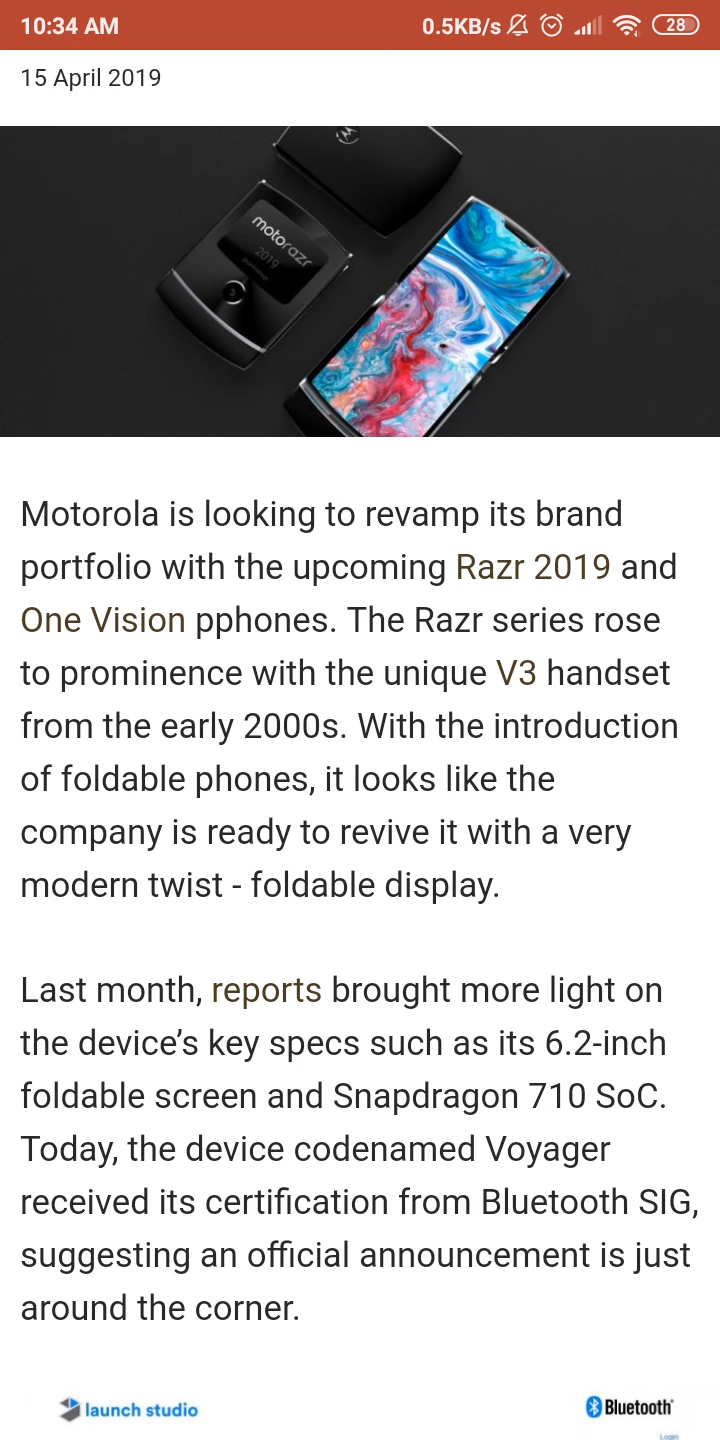 10:34 AM
0.5KB/s
28
15 April 2019
motorazr
2019
Motorola is looking to revamp its brand
portfolio with the upcoming Razr 2019 and
One Vision pphones. The Razr series rose
to prominence with the unique V3 handset
from the early 2000s. With the introduction
of foldable phones, it looks like the
company is ready to revive it with a very
modern twist - foldable display.
Last month, reports brought more light on
the device’s key specs such as its 6.2-inch
foldable screen and Snapdragon 710 SoC.
Today, the device codenamed Voyager
received its certification from Bluetooth SIG,
suggesting an official announcement is just
around the corner.
launch studio
Bluetooth®
Login